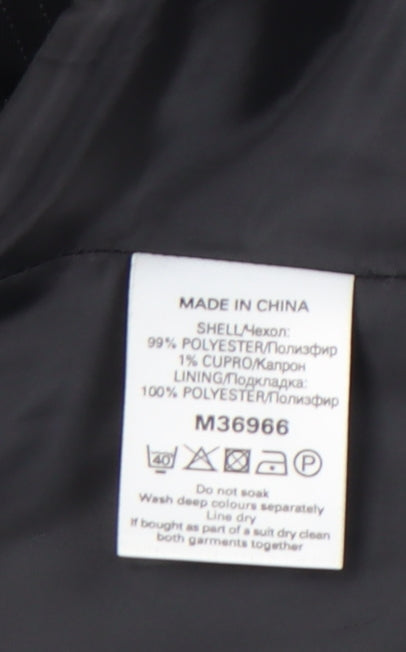 MADE IN CHINA
SHELL/Чехол:
99% POLYESTER/Полиэфир
1% CUPRO/Капрон
LINING/Подкладка:
100% POLYESTER/Полиэфир
M36966
40 P
Do not soak
Wash deep colours separately
Line dry
If bought as part of a suit dry clean
both garments together